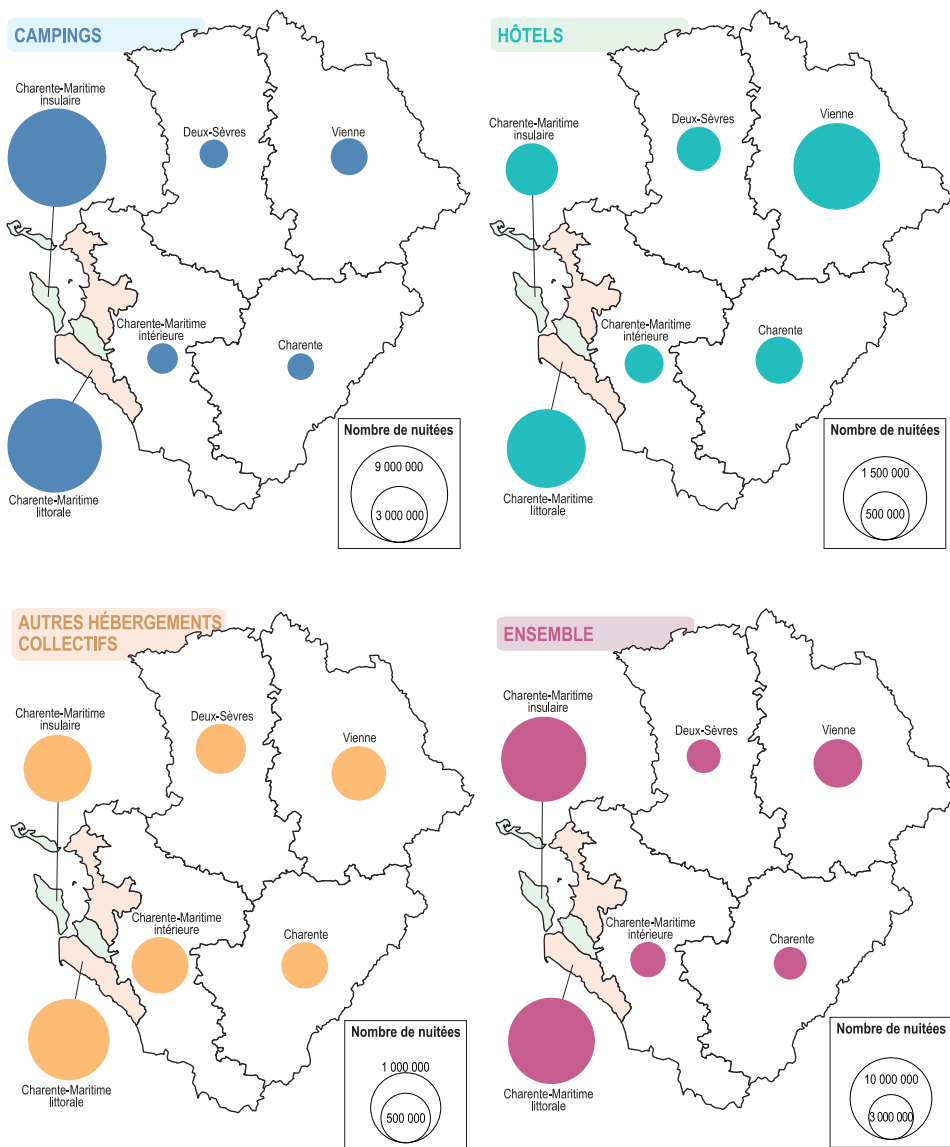 CAMPINGS
Charente-Maritime
insulaire
Deux-Sèvres
Vienne
Charente-Maritime
intérieure
Charente
Charente-Maritime
littorale
Nombre de nuitées
9 000 000
3 000 000
HÔTELS
Charente-Maritime
insulaire
Deux-Sèvres
Vienne
Charente-Maritime
intérieure
Charente
Charente-Maritime
littorale
Nombre de nuitées
1 500 000
500 000
AUTRES HÉBERGEMENTS
COLLECTIFS
Charente-Maritime
insulaire
Deux-Sèvres
Vienne
Charente-Maritime
intérieure
Charente
Charente-Maritime
littorale
Nombre de nuitées
1 000 000
500 000
ENSEMBLE
Charente-Maritime
insulaire
Deux-Sèvres
Vienne
Charente-Maritime
intérieure
Charente
Charente-Maritime
littorale
Nombre de nuitées
10 000 000
3 000 000